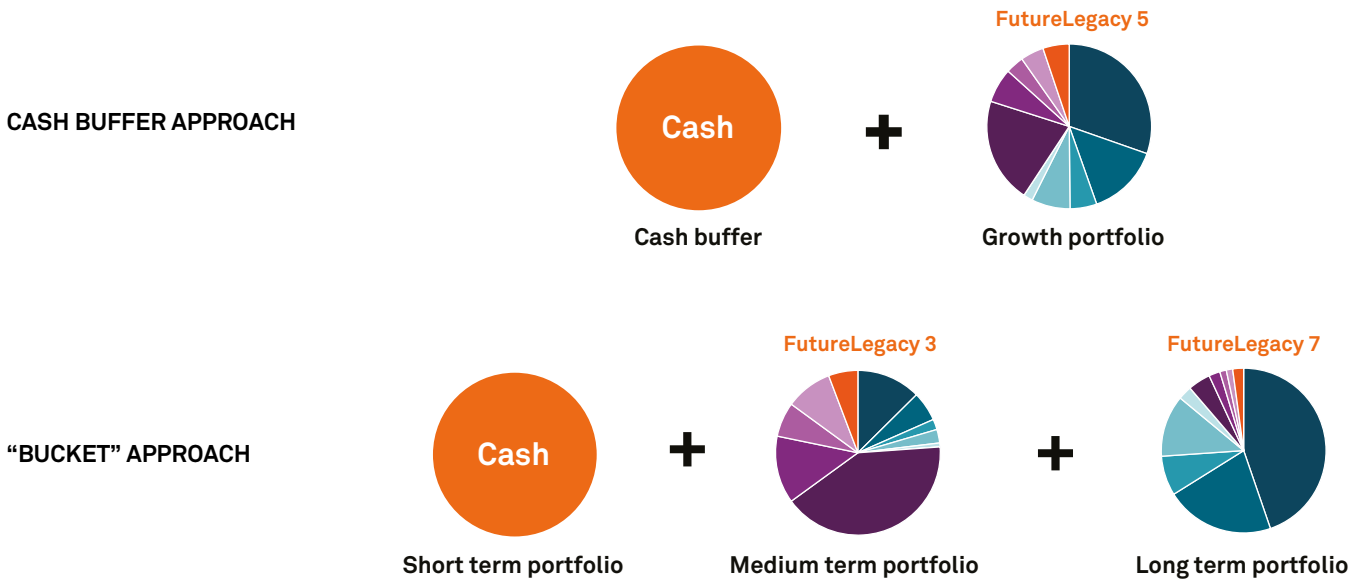 FutureLegacy 5
CASH BUFFER APPROACH
Cash
+
Cash buffer
Growth portfolio
FutureLegacy 3
FutureLegacy 7
“BUCKET” APPROACH
Cash
+
+
Short term portfolio
Medium term portfolio
Long term portfolio